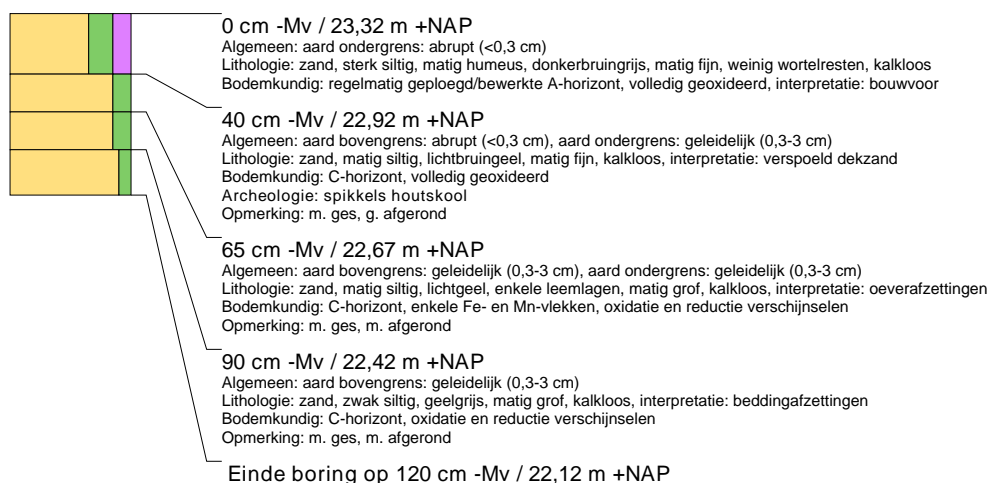 0 cm -Mv / 23,32 m +NAP
Algemeen: aard ondergrens: abrupt (<0,3 cm)
Lithologie: zand, sterk siltig, matig humeus, donkerbruingrijs, matig fijn, weinig wortelresten, kalkloos
Bodemkundig: regelmatig geploegd/bewerkte A-horizont, volledig geoxideerd, interpretatie: bouwvoor
40 cm -Mv / 22,92 m +NAP
Algemeen: aard bovengrens: abrupt (<0,3 cm), aard ondergrens: geleidelijk (0,3-3 cm)
Lithologie: zand, matig siltig, lichtbruingeel, matig fijn, kalkloos, interpretatie: verspoeld dekzand
Bodemkundig: C-horizont, volledig geoxideerd
Archeologie: spikkels houtskool
Opmerking: m. ges, g. afgerond
65 cm -Mv / 22,67 m +NAP
Algemeen: aard bovengrens: geleidelijk (0,3-3 cm), aard ondergrens: geleidelijk (0,3-3 cm)
Lithologie: zand, matig siltig, lichtgeel, enkele leemlagen, matig grof, kalkloos, interpretatie: oeverafzettingen
Bodemkundig: C-horizont, enkele Fe- en Mn-vlekken, oxidatie en reductie verschijnselen
Opmerking: m. ges, m. afgerond
90 cm -Mv / 22,42 m +NAP
Algemeen: aard bovengrens: geleidelijk (0,3-3 cm)
Lithologie: zand, zwak siltig, geelgrijs, matig grof, kalkloos, interpretatie: beddingafzettingen
Bodemkundig: C-horizont, oxidatie en reductie verschijnselen
Opmerking: m. ges, m. afgerond
Einde boring op 120 cm -Mv / 22,12 m +NAP